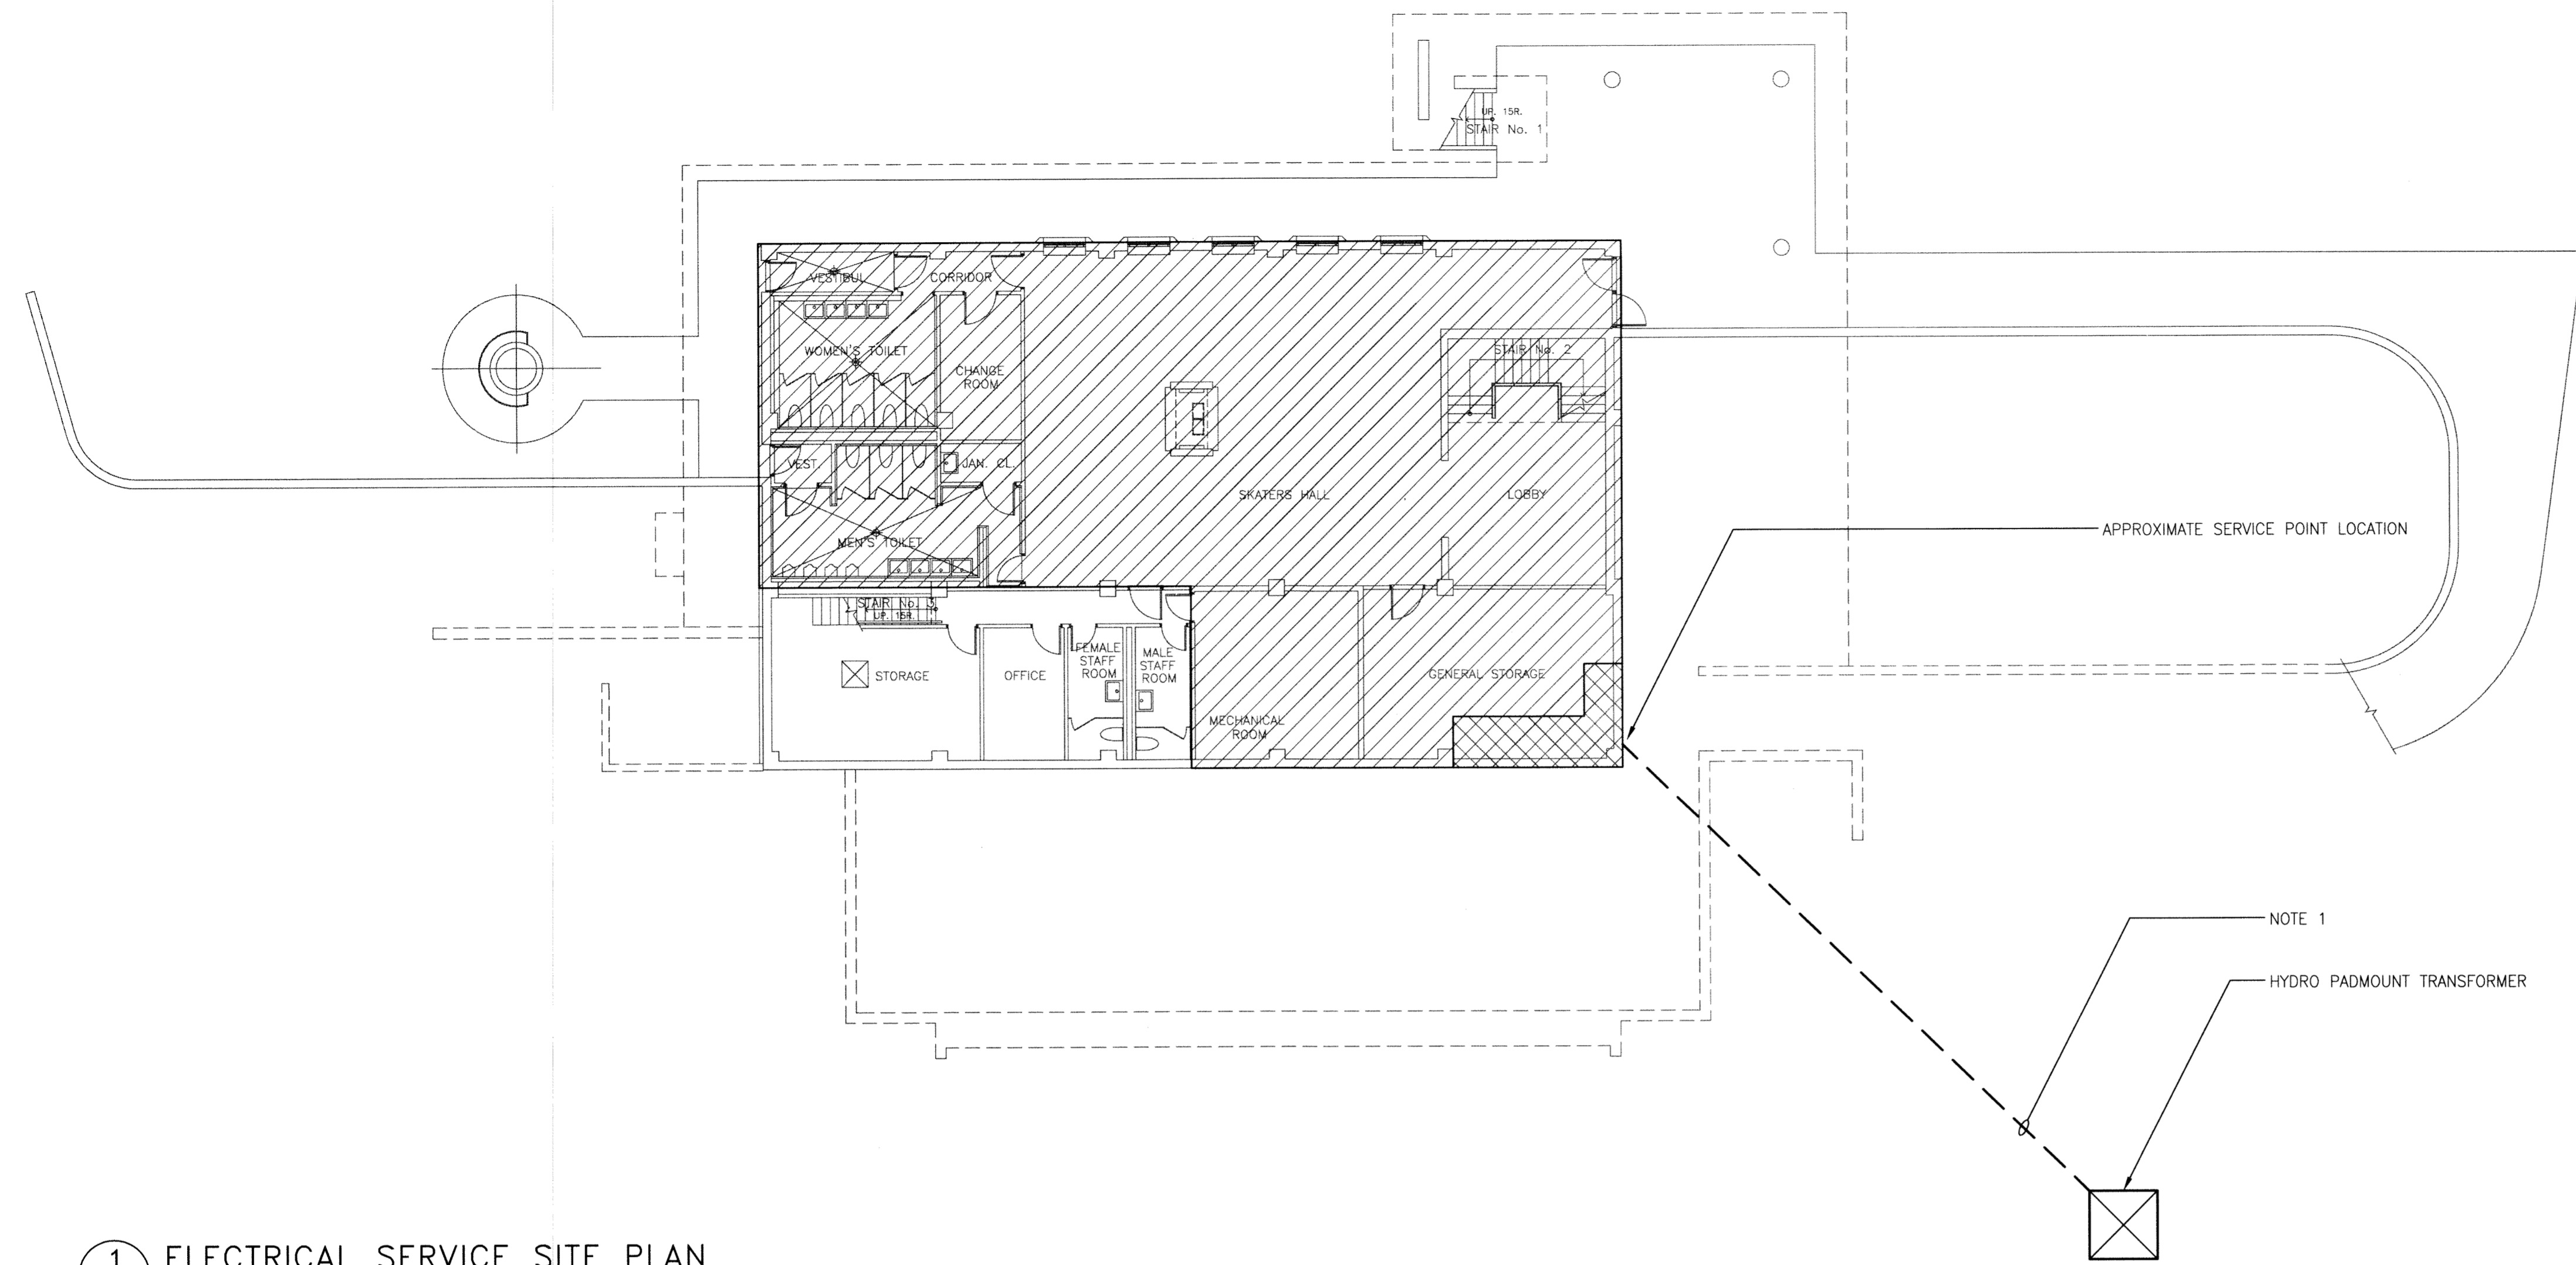 UP. 15R.
STAIR No. 1
VESTIBUL
CORRIDOR
WOMEN'S TOILET
CHANGE
ROOM
STAIR No. 2
VEST.
JAN. CL.
SKATERS HALL
LOBBY
MEN'S TOILET
APPROXIMATE SERVICE POINT LOCATION
STAIR No. 3
UP. 15R.
STORAGE
OFFICE
FEMALE
STAFF
ROOM
MALE
STAFF
ROOM
GENERAL STORAGE
MECHANICAL
ROOM
NOTE 1
HYDRO PADMOUNT TRANSFORMER
1
ELECTRICAL SERVICE SITE PLAN